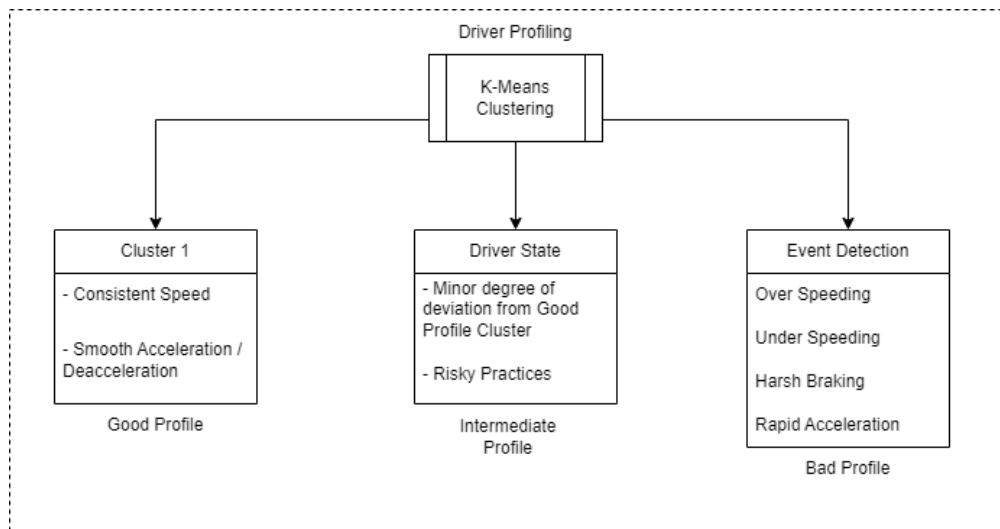 Driver Profiling
K-Means
Clustering
Cluster 1
- Consistent Speed
- Smooth Acceleration /
Deacceleration
Good Profile
Driver State
- Minor degree of
deviation from Good
Profile Cluster
- Risky Practices
Intermediate
Profile
Event Detection
Over Speeding
Under Speeding
Harsh Braking
Rapid Acceleration
Bad Profile